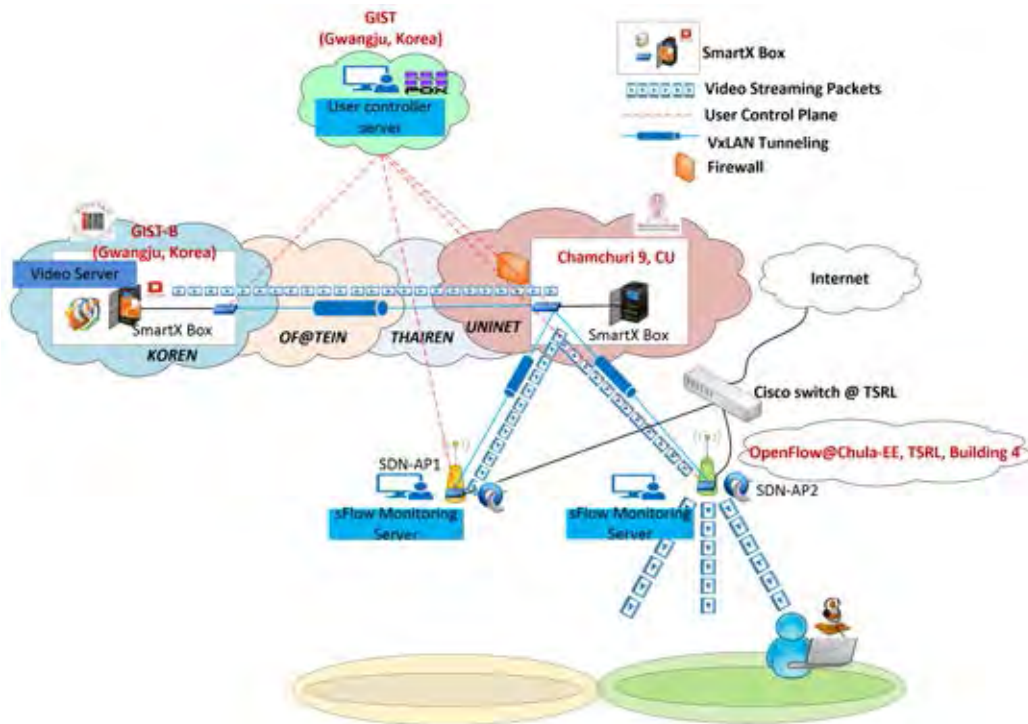 GIST
(Gwangju, Korea)
POX
User controller
server
SmartX Box
Video Streaming Packets
User Control Plane
VxLAN Tunneling
Firewall
GIST-B
(Gwangju, Korea)
Video Server
SmartX Box
KOREN
OF@TEIN
THAIREN
UNINET
Chamchuri 9, CU
SmartX Box
Internet
Cisco switch @ TSRL
OpenFlow@Chula-EE, TSRL, Building 4
SDN-AP1
sFlow Monitoring
Server
sFlow Monitoring
Server
SDN-AP2